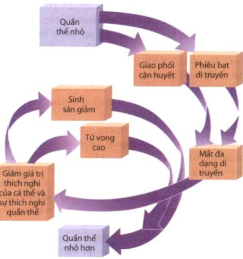 Quần
thể nhỏ
Giao phối
cận huyết
Phiêu bạt
di truyền
Sinh
sản giảm
Tử vong
cao
Mất đa
dạng di
truyền
Giảm giá trị
thích nghi
của cá thể và
sự thích nghi
quần thể
Quần thể
nhỏ hơn